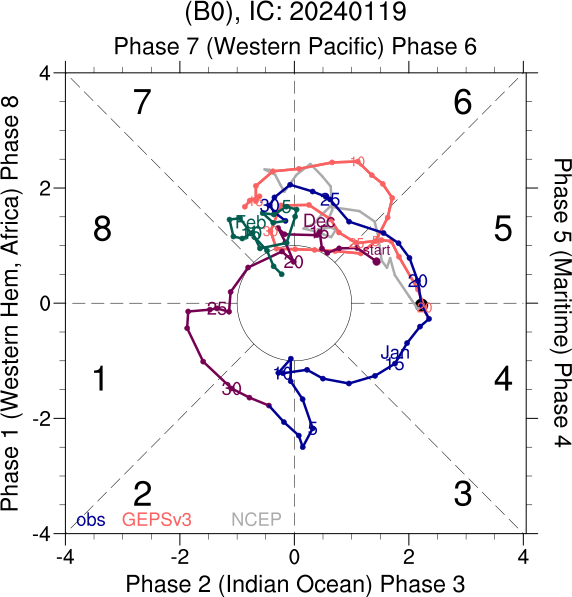 (B0), IC: 20240119
Phase 7 (Western Pacific) Phase 6
4
7
6
Phase 1 (Western Hem, Africa) Phase 8
Phase 5 (Maritime) Phase 4
10
2
30
25
Dec
15
Feb
8
5
start
20
20
0
25
Jan
15
1
4
10
30
-2
5
2
3
obs
GEPSv3
NCEP
-4
-4
-2
0
2
4
Phase 2 (Indian Ocean) Phase 3